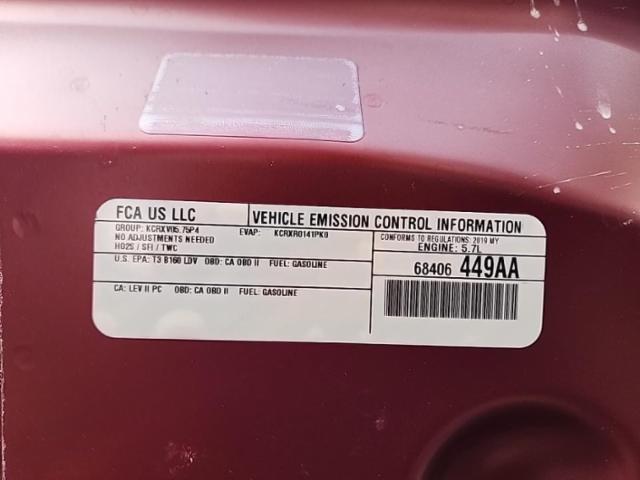 FCA US LLC
VEHICLE EMISSION CONTROL INFORMATION
GROUP: KCRXV05.75P4 EVAP: KCRXR0141PK0
NO ADJUSTMENTS NEEDED
HO2S / SFI / TWC
CONFORMS TO REGULATIONS: 2019 MY
ENGINE: 5.7L
U.S. EPA: T3 B160 LDV OBD: CA OBD II FUEL: GASOLINE
68406 449AA
CA: LEV II PC OBD: CA OBD II FUEL: GASOLINE